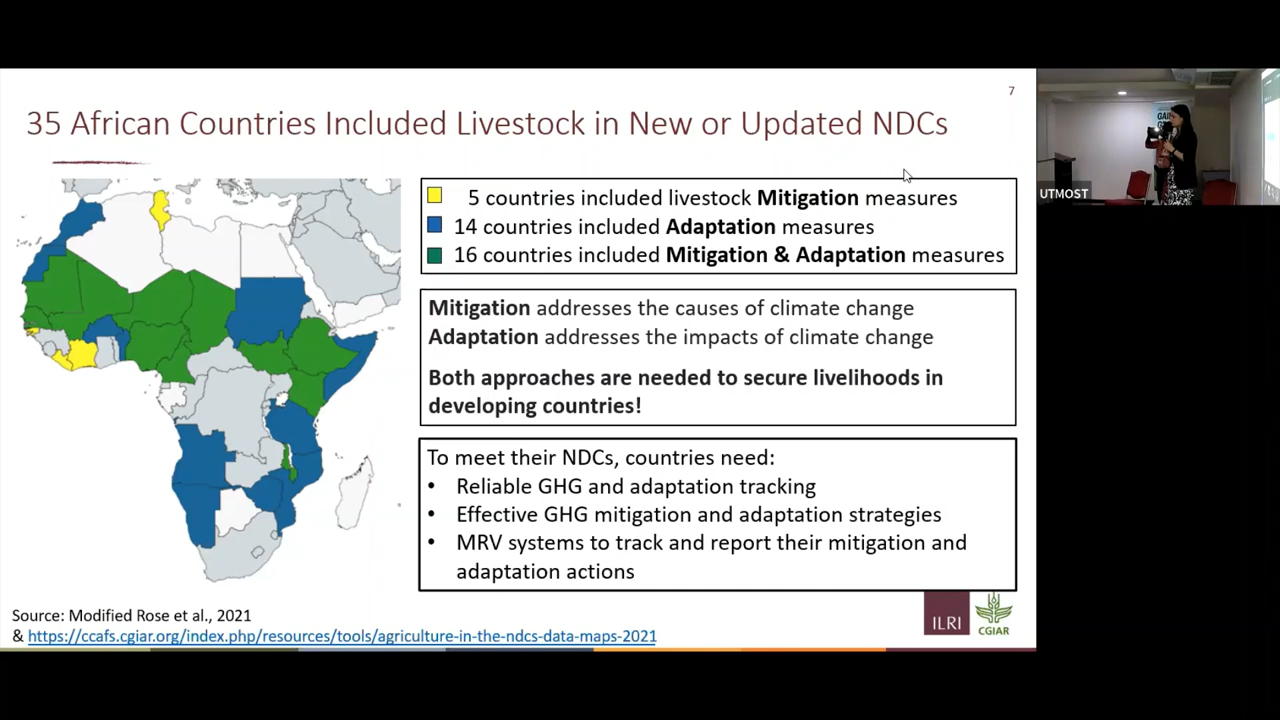 7
35 African Countries Included Livestock in New or Updated NDCs
5 countries included livestock Mitigation measures
14 countries included Adaptation measures
16 countries included Mitigation & Adaptation measures
Mitigation addresses the causes of climate change
Adaptation addresses the impacts of climate change
Both approaches are needed to secure livelihoods in
developing countries!
To meet their NDCs, countries need:
• Reliable GHG and adaptation tracking
• Effective GHG mitigation and adaptation strategies
• MRV systems to track and report their mitigation and
adaptation actions
Source: Modified Rose et al., 2021
& https://ccafs.cgiar.org/index.php/resources/tools/agriculture-in-the-ndcs-data-maps-2021
ILRI
CGIAR
UTMOST